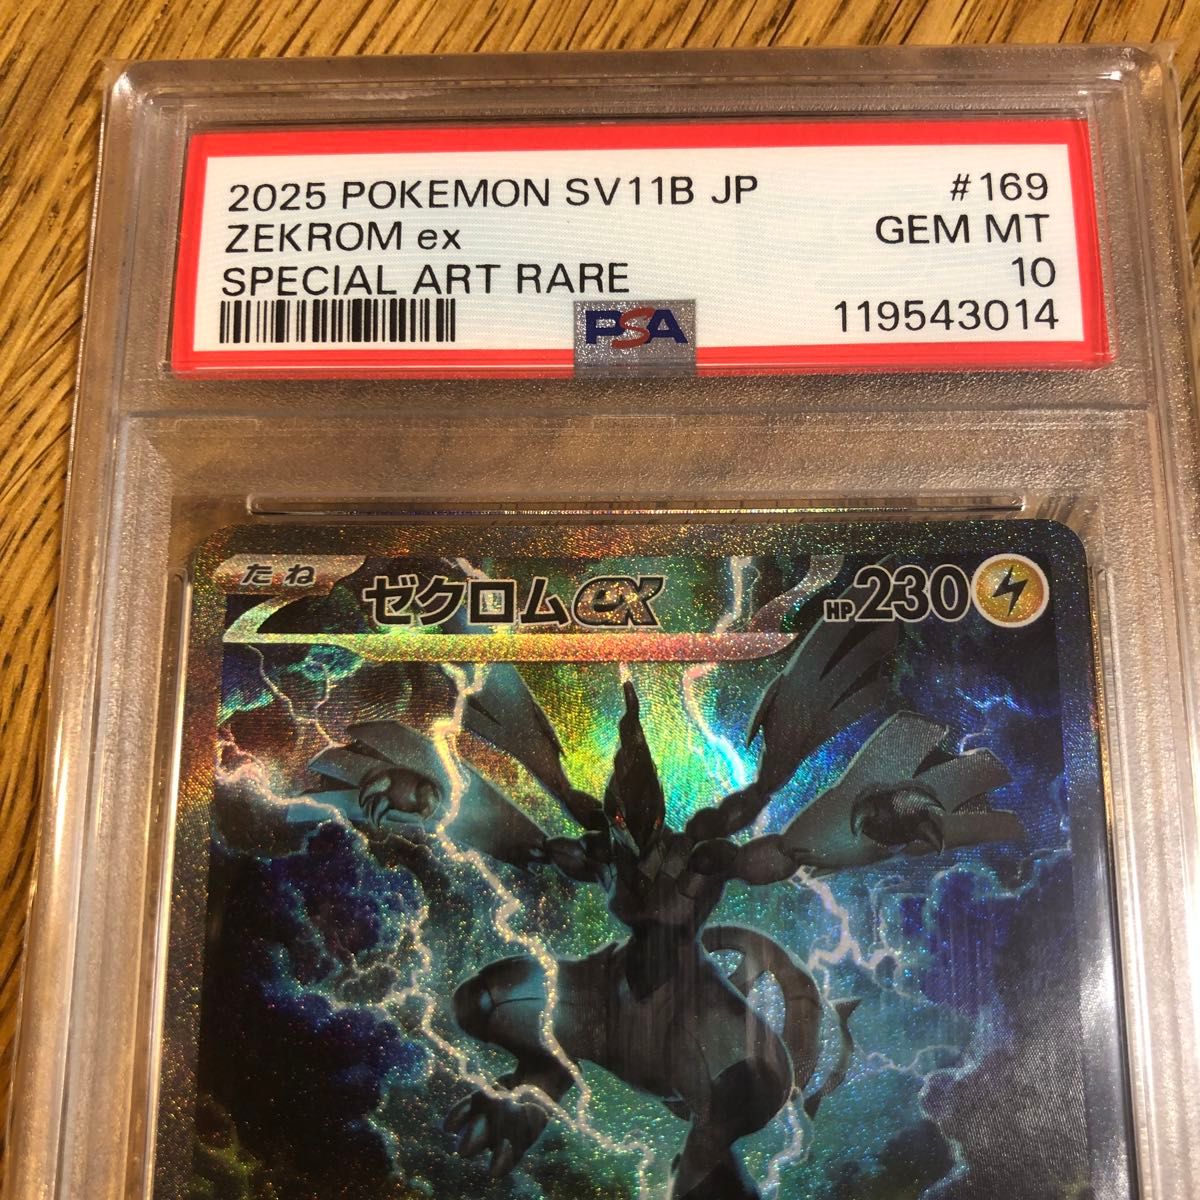 2025 POKEMON SV11B JP #169
ZEKROM ex GEM MT
SPECIAL ART RARE 10
PSA 119543014
たね ゼクロムex HP230